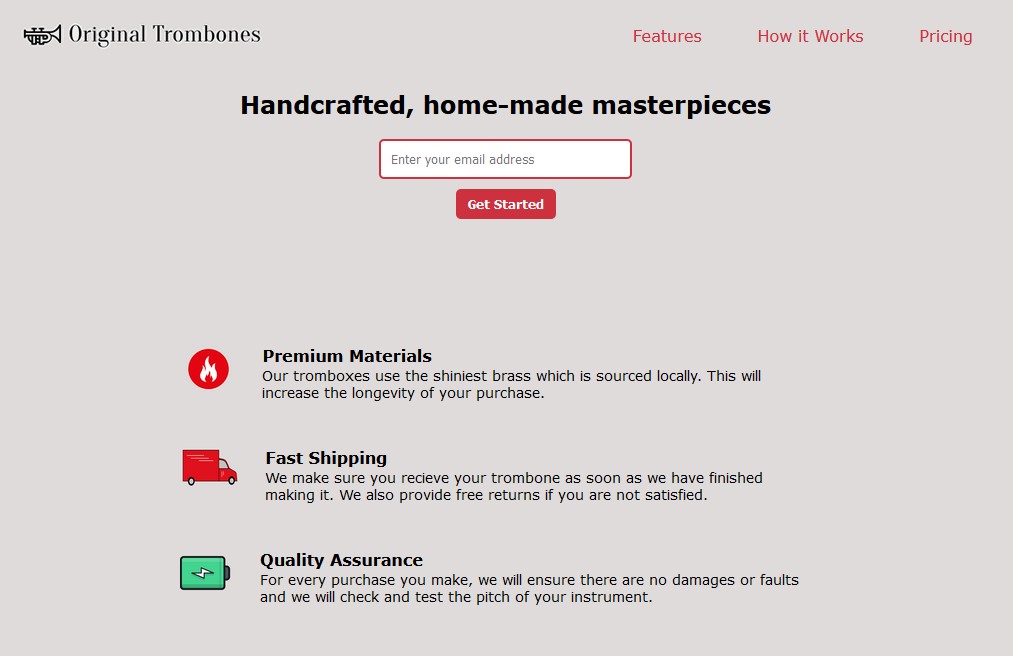 Original Trombones
Features
How it Works
Pricing
Handcrafted, home-made masterpieces
Enter your email address
Get Started
Premium Materials
Our tromboxes use the shiniest brass which is sourced locally. This will
increase the longevity of your purchase.
Fast Shipping
We make sure you recieve your trombone as soon as we have finished
making it. We also provide free returns if you are not satisfied.
Quality Assurance
For every purchase you make, we will ensure there are no damages or faults
and we will check and test the pitch of your instrument.